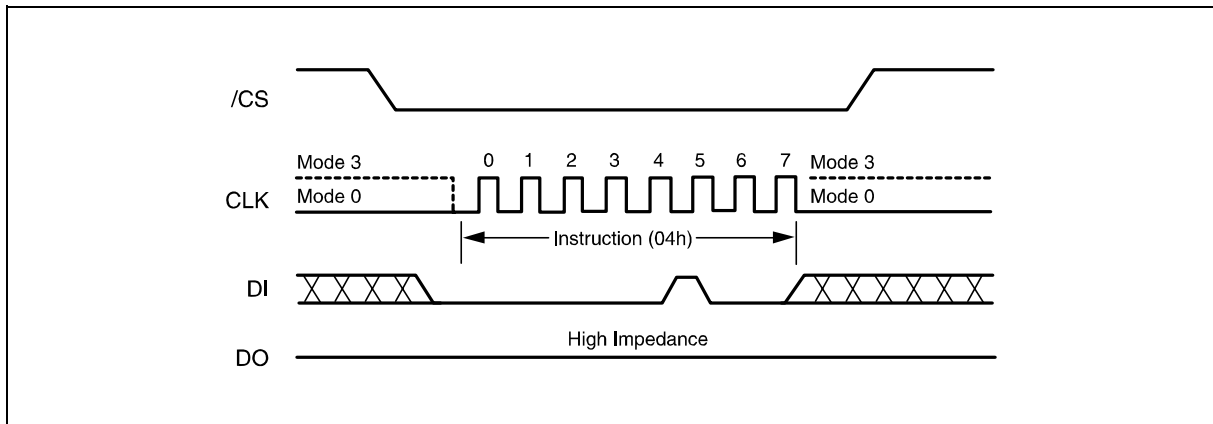 /CS
Mode 3 0 1 2 3 4 5 6 7 Mode 3
CLK Mode 0 Mode 0
Instruction (04h)
DI
High Impedance
DO